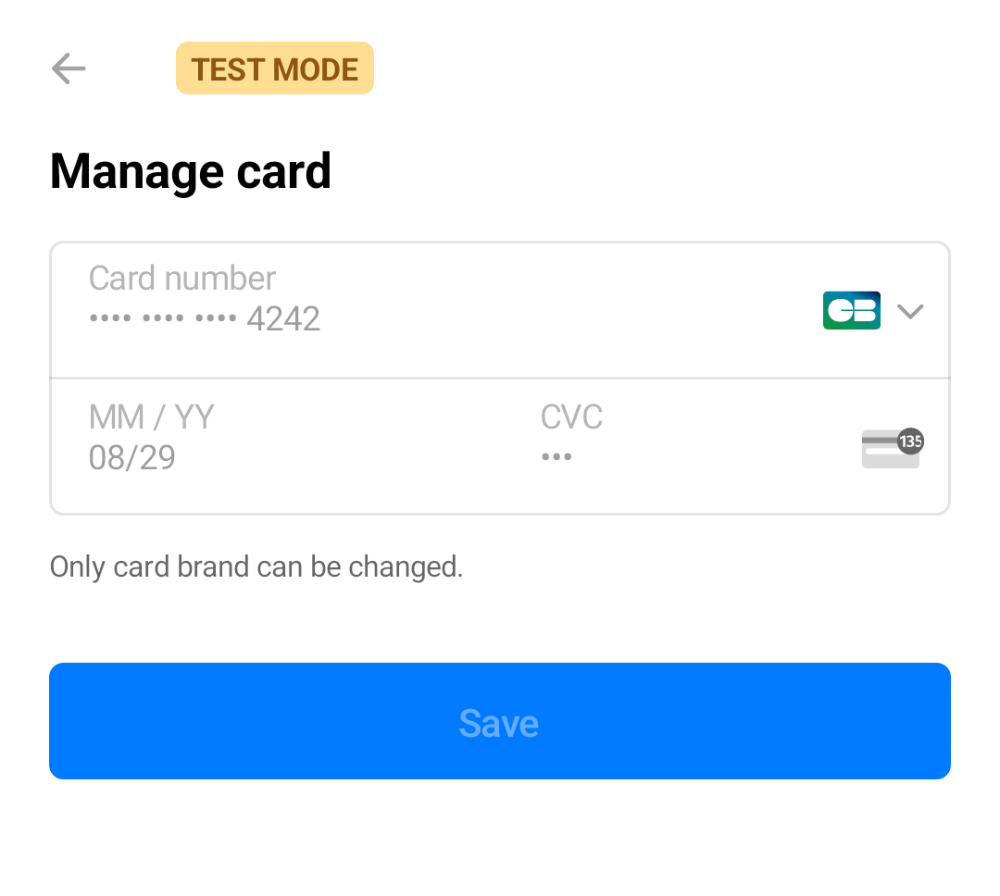 TEST MODE
Manage card
Card number
•••• •••• •••• 4242
CB
MM / YY
08/29
CVC
•••
135
Only card brand can be changed.
Save